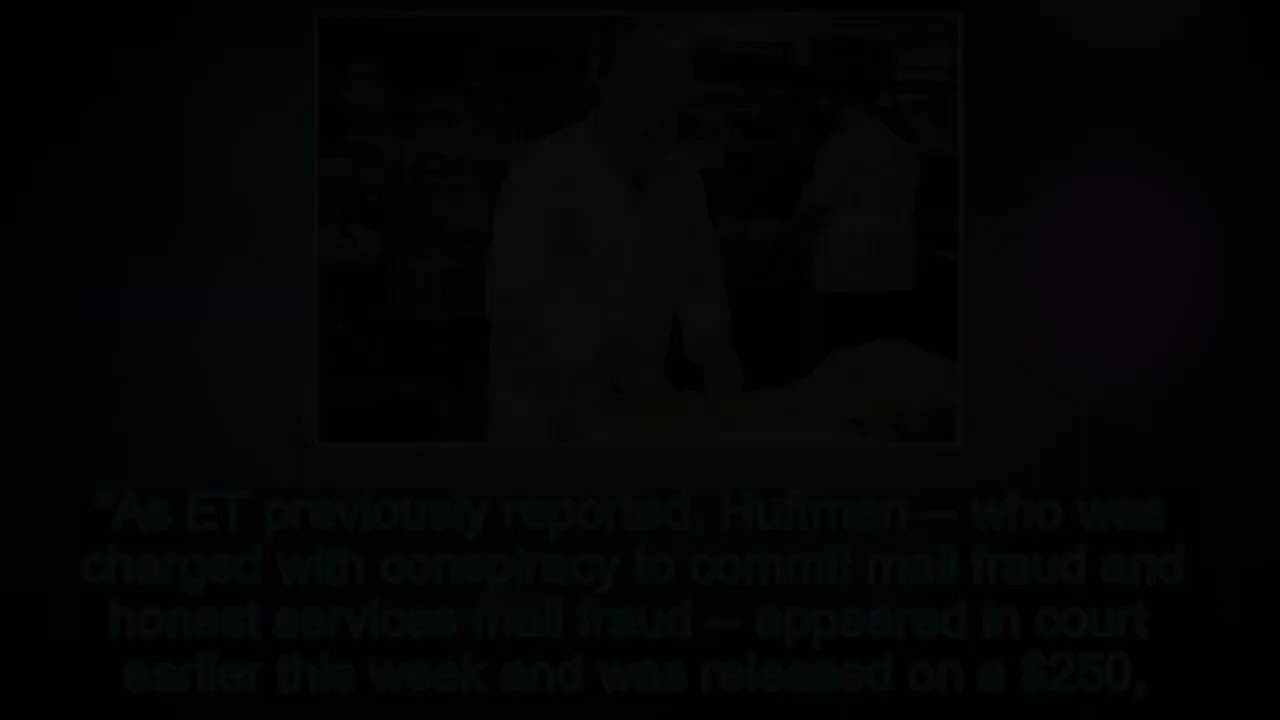 "As ET previously reported, Huffman — who was
charged with conspiracy to commit mail fraud and
honest services mail fraud — appeared in court
earlier this week and was released on a $250,